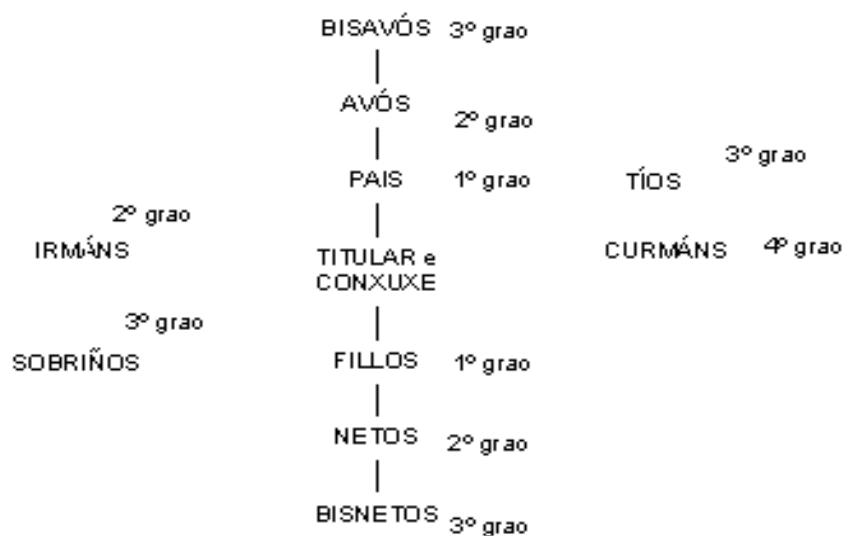 BISAVÓS 3º grao
AVÓS 2º grao
3º grao
PAIS 1º grao TÍOS
2º grao
IRMÁNS TITULAR e CURMÁNS 4º grao
CONXUXE
3º grao
SOBRIÑOS FILLOS 1º grao
NETOS 2º grao
BISNETOS 3º grao